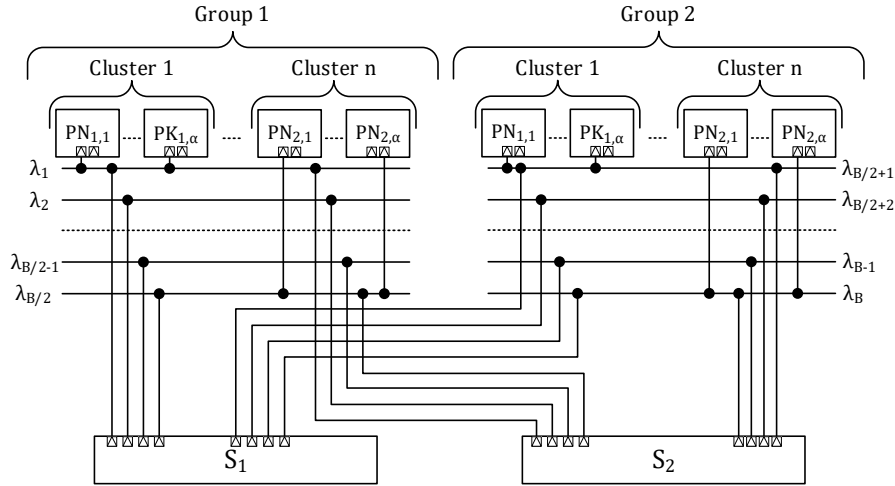 Group 1 Group 2
Cluster 1 Cluster n Cluster 1 Cluster n
PN1,1 ..... PK1,α ..... PN2,1 ..... PN2,α PN1,1 ..... PK1,α ..... PN2,1 ..... PN2,α
λ1 λB/2+1
λ2 λB/2+2
λB/2-1 λB-1
λB/2 λB
S1 S2